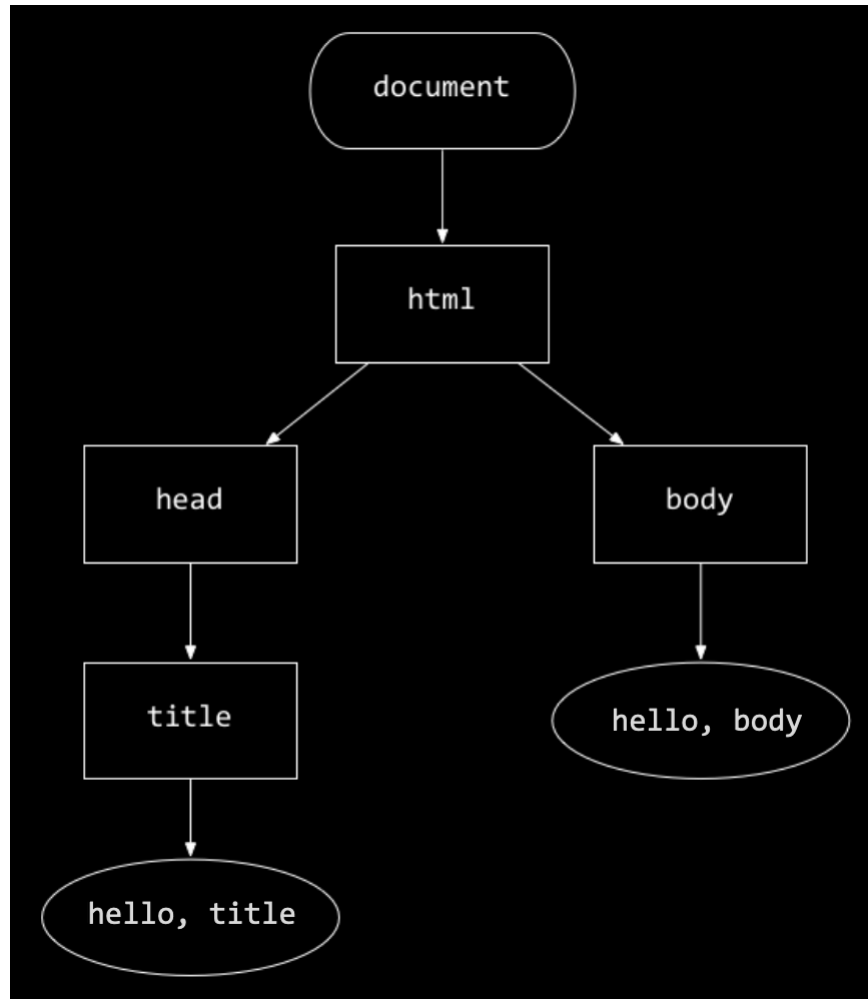 document
html
head
body
title
hello, body
hello, title